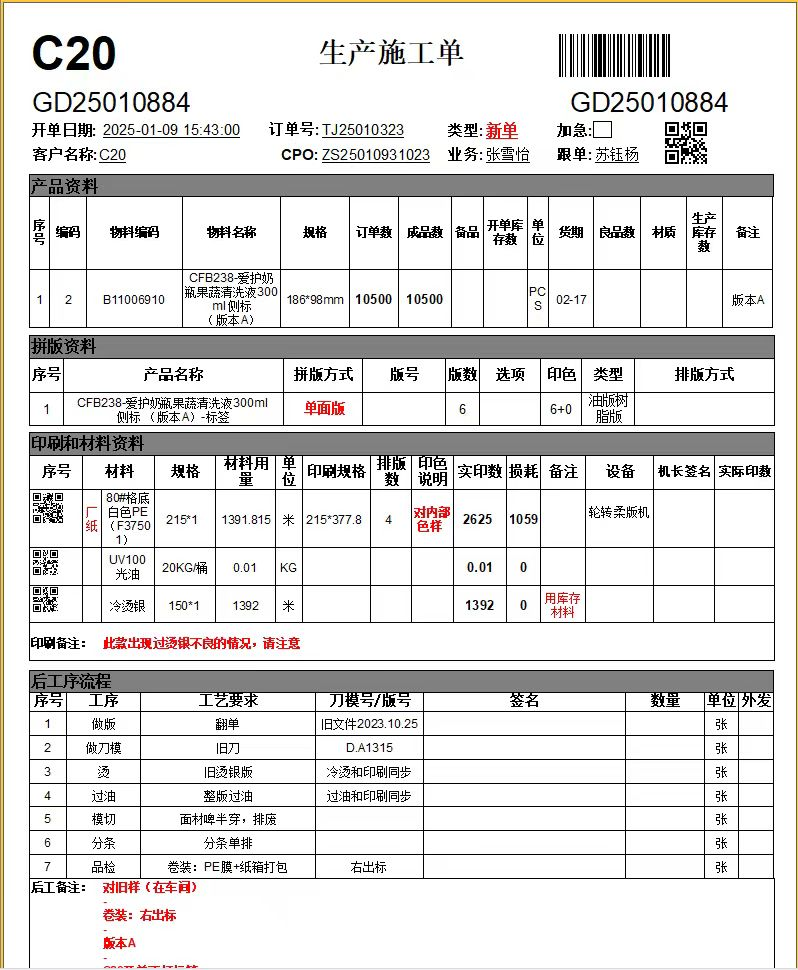 C20
生产施工单
GD25010884
GD25010884
开单日期: 2025-01-09 15:43:00 订单号: TJ25010323 类型: 新单 加急:
客户名称: C20 CPO: ZS25010931023 业务: 张雪怡 跟单: 苏钰杨
产品资料
序号 编码 物料编码 物料名称 规格 订单数 成品数 备品 开单库存数 单位 货期 良品数 材质 生产库存数 备注
1 2 B11006910 CFB238-爱护奶瓶果蔬清洗液300ml侧标（版本A） 186*98mm 10500 10500 PCS 02-17 版本A
拼版资料
序号 产品名称 拼版方式 版号 版数 选项 印色 类型 排版方式
1 CFB238-爱护奶瓶果蔬清洗液300ml侧标 （版本A）-标签 单面版 6 6+0 油版树脂版
印刷和材料资料
序号 材料 规格 材料用量 单位 印刷规格 排版数 印色说明 实印数 损耗 备注 设备 机长签名 实际印数
厂纸 80#格底白色PE（F37501） 215*1 1391.815 米 215*377.8 4 对内部色样 2625 1059 轮转柔版机
UV100光油 20KG/桶 0.01 KG 0.01 0
冷烫银 150*1 1392 米 1392 0 用库存材料
印刷备注： 此款出现过烫银不良的情况，请注意
后工序流程
序号 工序 工艺要求 刀模号/版号 签名 数量 单位 外发
1 做版 翻单 旧文件2023.10.25 张
2 做刀模 旧刀 D.A1315 张
3 烫 旧烫银版 冷烫和印刷同步 张
4 过油 整版过油 过油和印刷同步 张
5 模切 面材啤半穿，排废 张
6 分条 分条单排 张
7 品检 卷装：PE膜+纸箱打包 右出标 张
后工备注： 对旧样（在车间）
-
卷装：右出标
-
版本A
-